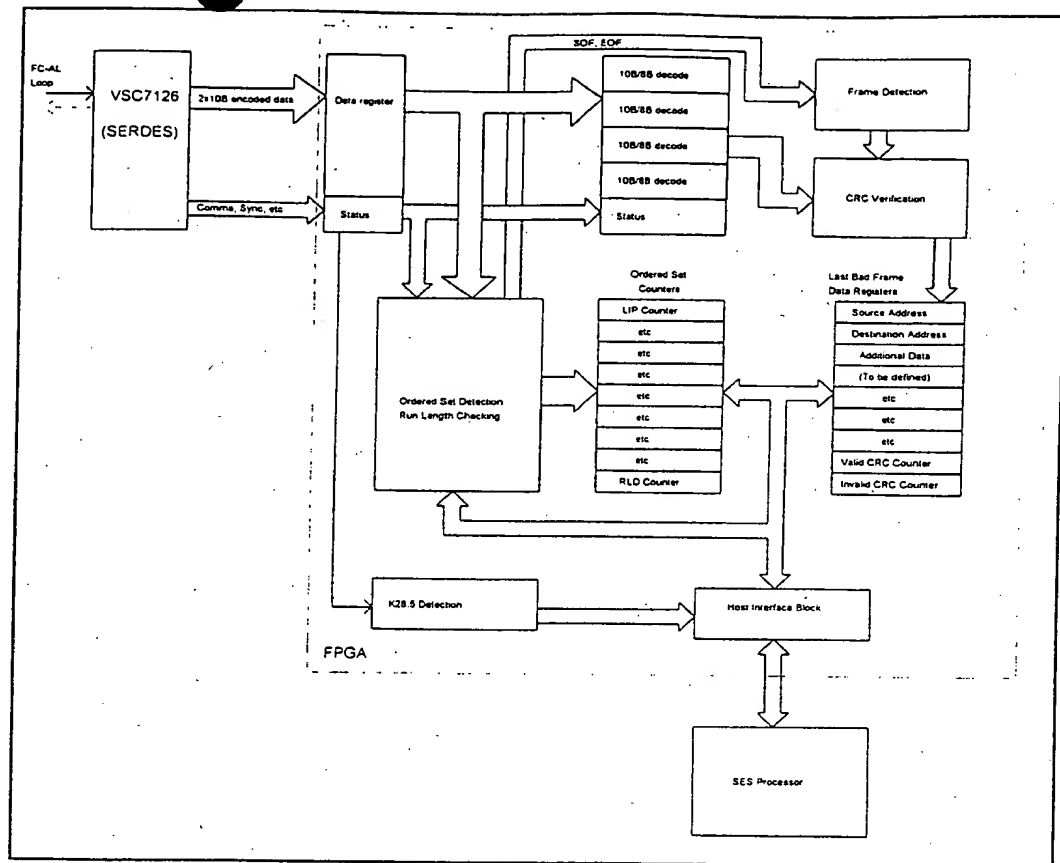 FC-AL
Loop
VSC7126
(SERDES)
2x10B encoded data
Comma, Sync, etc
Data register
Status
SOF, EOF
10B/8B decode
10B/8B decode
10B/8B decode
10B/8B decode
Status
Frame Detection
CRC Verification
Ordered Set Detection
Run Length Checking
Ordered Set
Counters
LIP Counter
etc
etc
etc
etc
etc
etc
etc
RLD Counter
Last Bad Frame
Data Registers
Source Address
Destination Address
Additional Data
(To be defined)
etc
etc
etc
Valid CRC Counter
Invalid CRC Counter
K28.5 Detection
Host Interface Block
FPGA
SES Processor